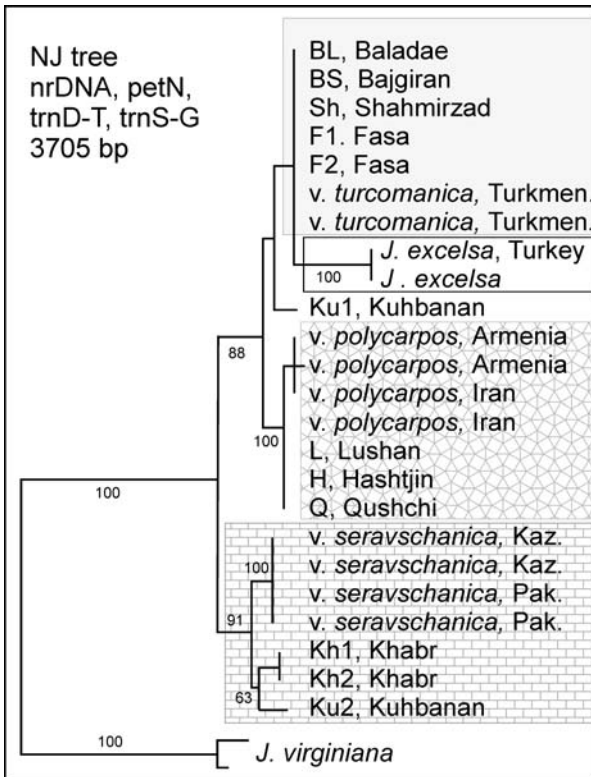 NJ tree
nrDNA, petN,
trnD-T, trnS-G
3705 bp
BL, Baladae
BS, Bajgiran
Sh, Shahmirzad
F1. Fasa
F2, Fasa
v. turcomanica, Turkmen.
v. turcomanica, Turkmen.
J. excelsa, Turkey
100
J . excelsa
Ku1, Kuhbanan
88
v. polycarpos, Armenia
v. polycarpos, Armenia
v. polycarpos, Iran
v. polycarpos, Iran
100
L, Lushan
H, Hashtjin
100
Q, Qushchi
v. seravschanica, Kaz.
100
v. seravschanica, Kaz.
v. seravschanica, Pak.
v. seravschanica, Pak.
91
Kh1, Khabr
Kh2, Khabr
63
Ku2, Kuhbanan
100
J. virginiana